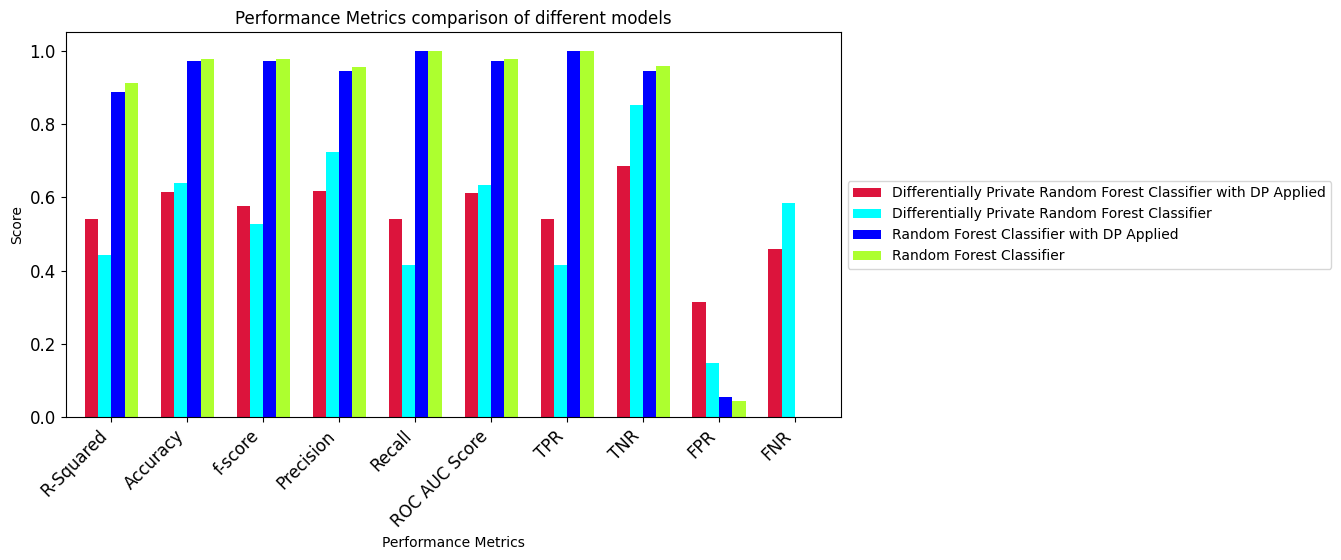 Performance Metrics comparison of different models
Score
1.0
0.8
0.6
0.4
0.2
0.0
R-Squared
Accuracy
f-score
Precision
Recall
ROC AUC Score
TPR
TNR
FPR
FNR
Performance Metrics
Differentially Private Random Forest Classifier with DP Applied
Differentially Private Random Forest Classifier
Random Forest Classifier with DP Applied
Random Forest Classifier